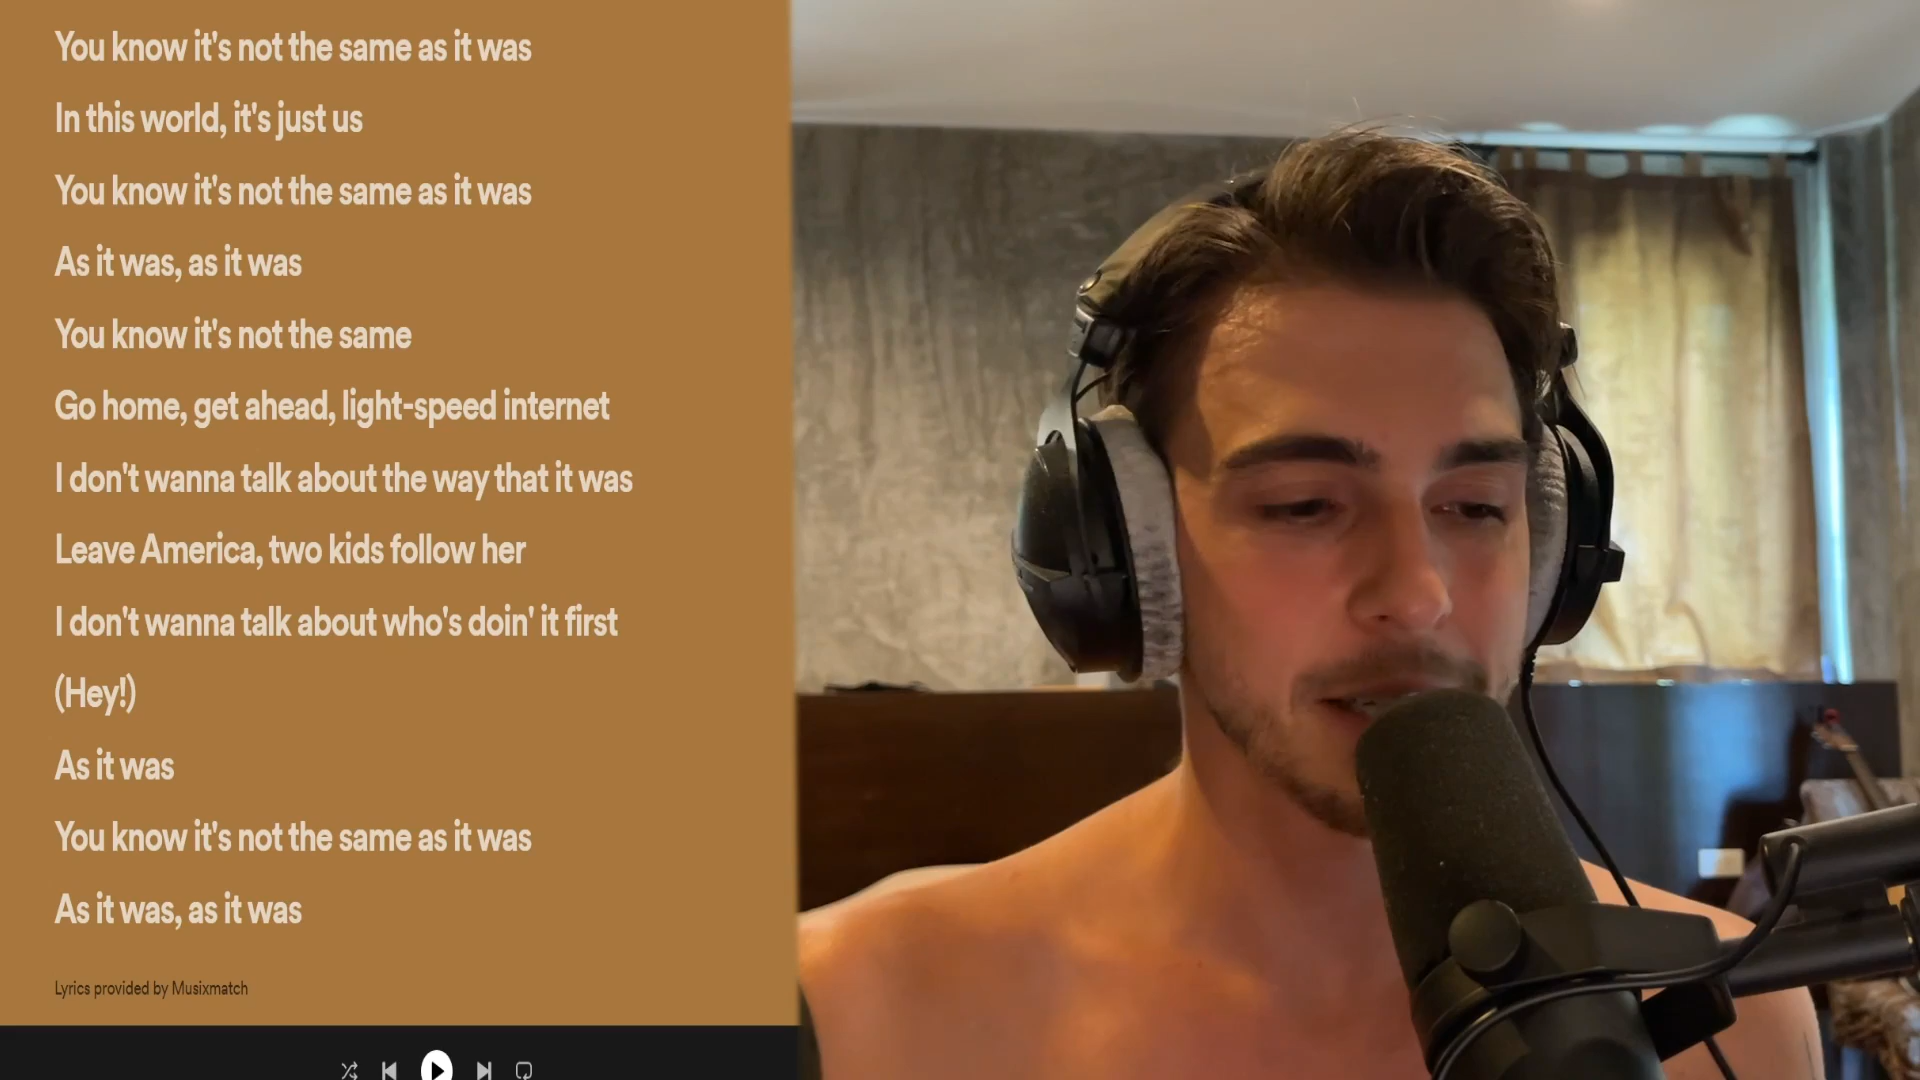 You know it's not the same as it was
In this world, it's just us
You know it's not the same as it was
As it was, as it was
You know it's not the same
Go home, get ahead, light-speed internet
I don't wanna talk about the way that it was
Leave America, two kids follow her
I don't wanna talk about who's doin' it first
(Hey!)
As it was
You know it's not the same as it was
As it was, as it was
Lyrics provided by Musixmatch